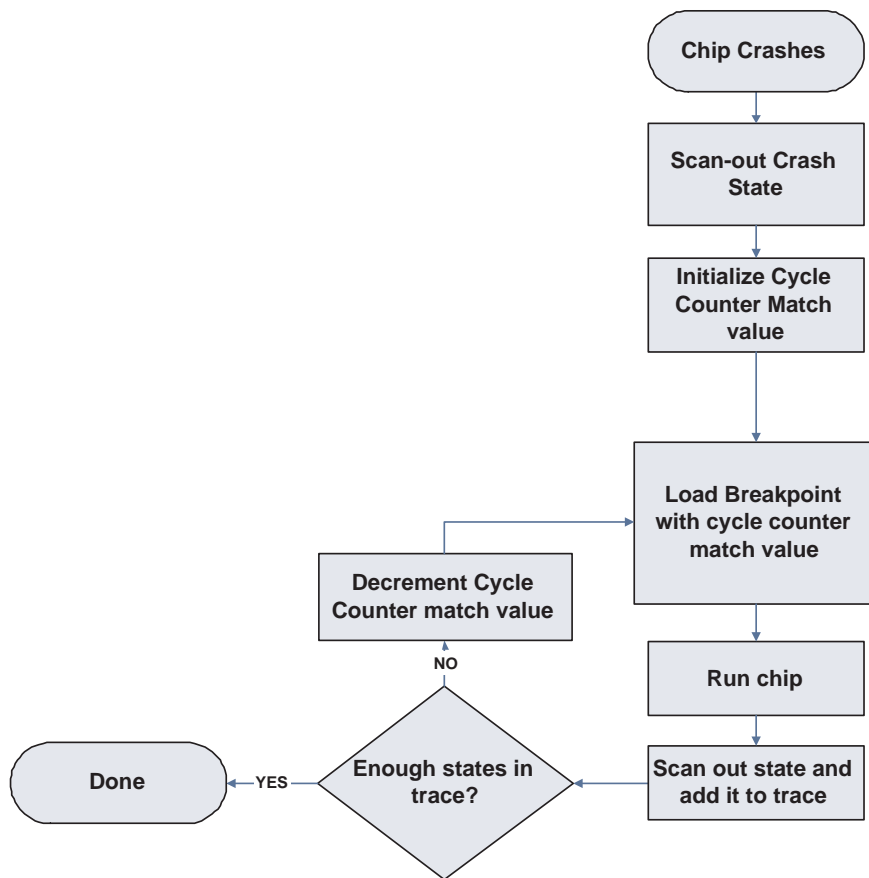 Chip Crashes
Scan-out Crash
State
Initialize Cycle
Counter Match
value
Load Breakpoint
with cycle counter
match value
Decrement Cycle
Counter match value
NO
Run chip
Enough states in
trace?
Scan out state and
add it to trace
YES
Done